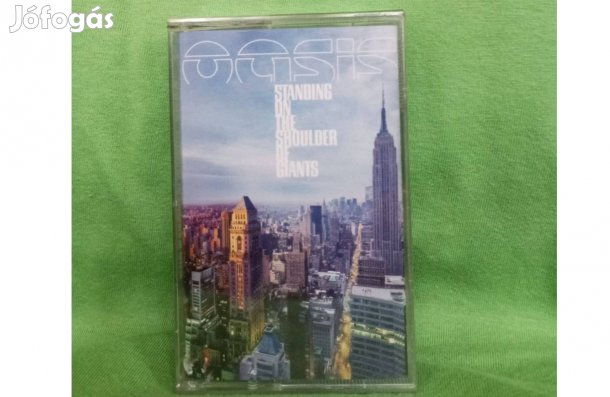 Jófogás
oasis
STANDING
ON
THE
SHOULDER
OF
GIANTS